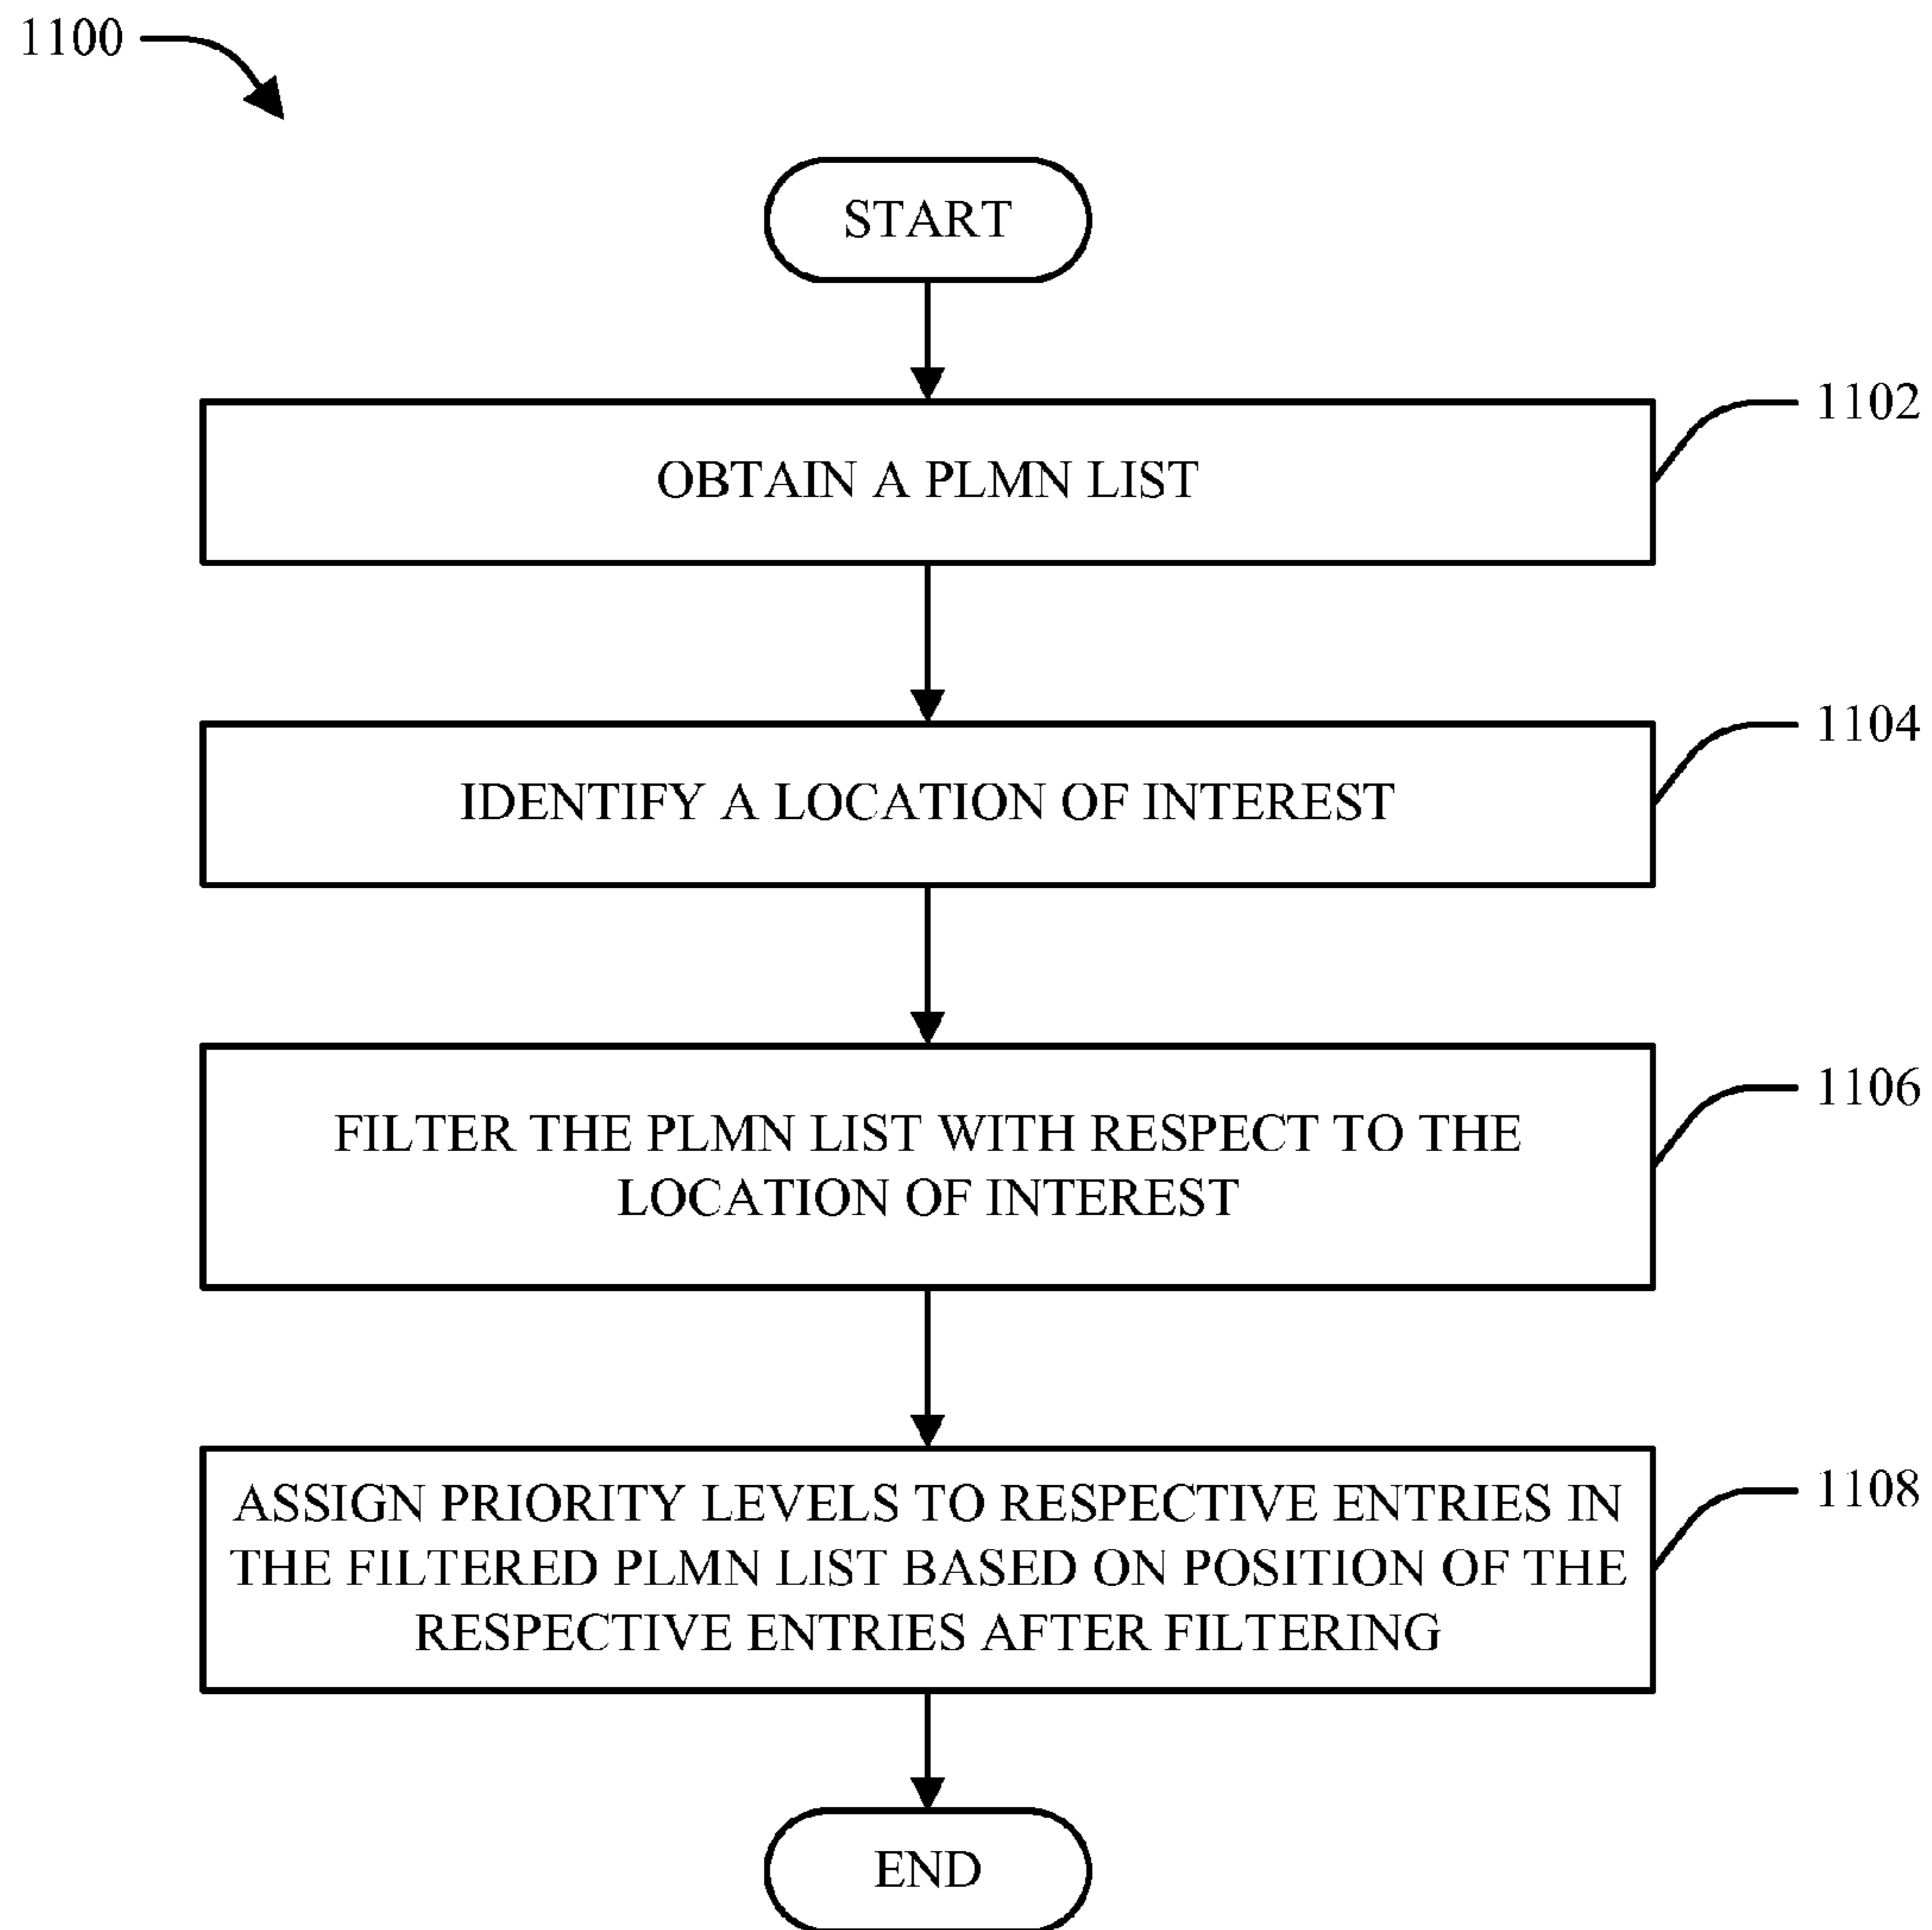 1100
START
1102
OBTAIN A PLMN LIST
1104
IDENTIFY A LOCATION OF INTEREST
1106
FILTER THE PLMN LIST WITH RESPECT TO THE
LOCATION OF INTEREST
1108
ASSIGN PRIORITY LEVELS TO RESPECTIVE ENTRIES IN
THE FILTERED PLMN LIST BASED ON POSITION OF THE
RESPECTIVE ENTRIES AFTER FILTERING
END